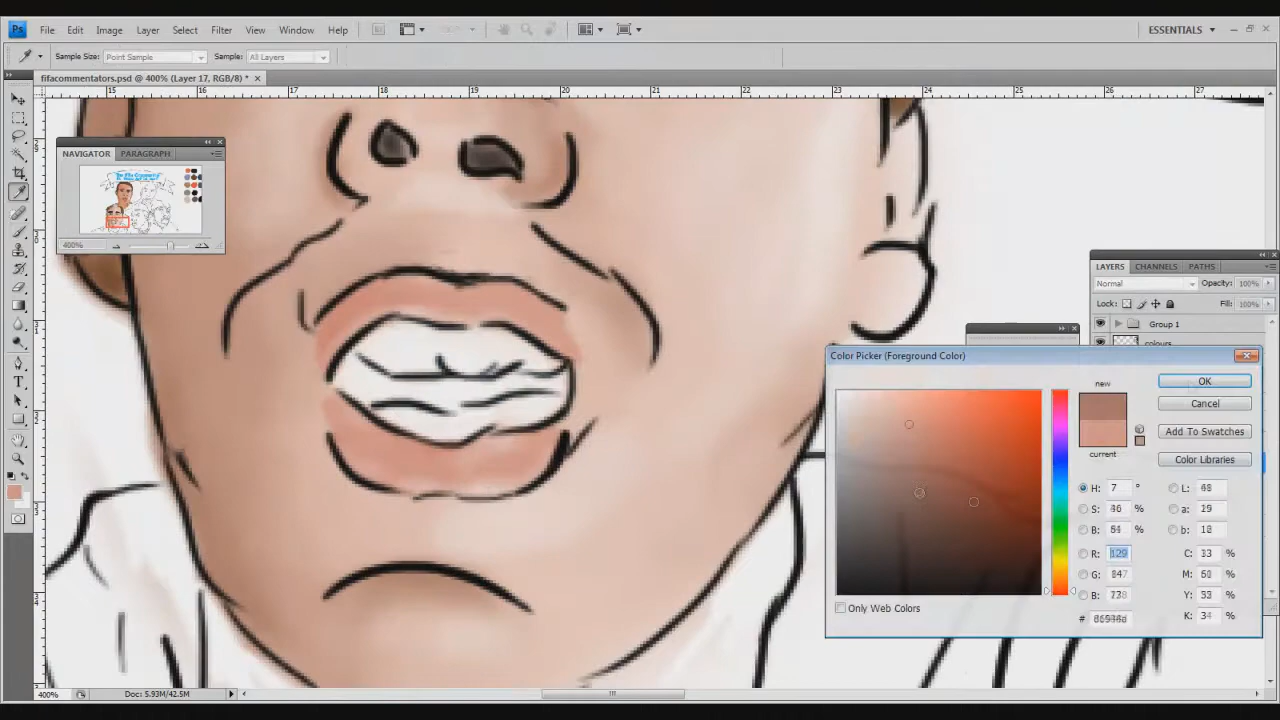 Ps File Edit Image Layer Select Filter View Window Help ESSENTIALS
Sample Size: Point Sample Sample: All Layers
fifacommentators.psd @ 400% (Layer 17, RGB/8) *
15 16 17 18 19 20 21 22 23 24 25 26 27
NAVIGATOR PARAGRAPH
400%
LAYERS CHANNELS PATHS
Normal Opacity: 100%
Lock: Fill: 100%
Group 1
colours
Color Picker (Foreground Color)
new
current
OK
Cancel
Add To Swatches
Color Libraries
H: 7 °
S: %
B: %
R: 129
G:
B:
L:
a: 19
b:
C: 33 %
M: %
Y: %
K: 34 %
#
Only Web Colors
400% Doc: 5.93M/42.5M